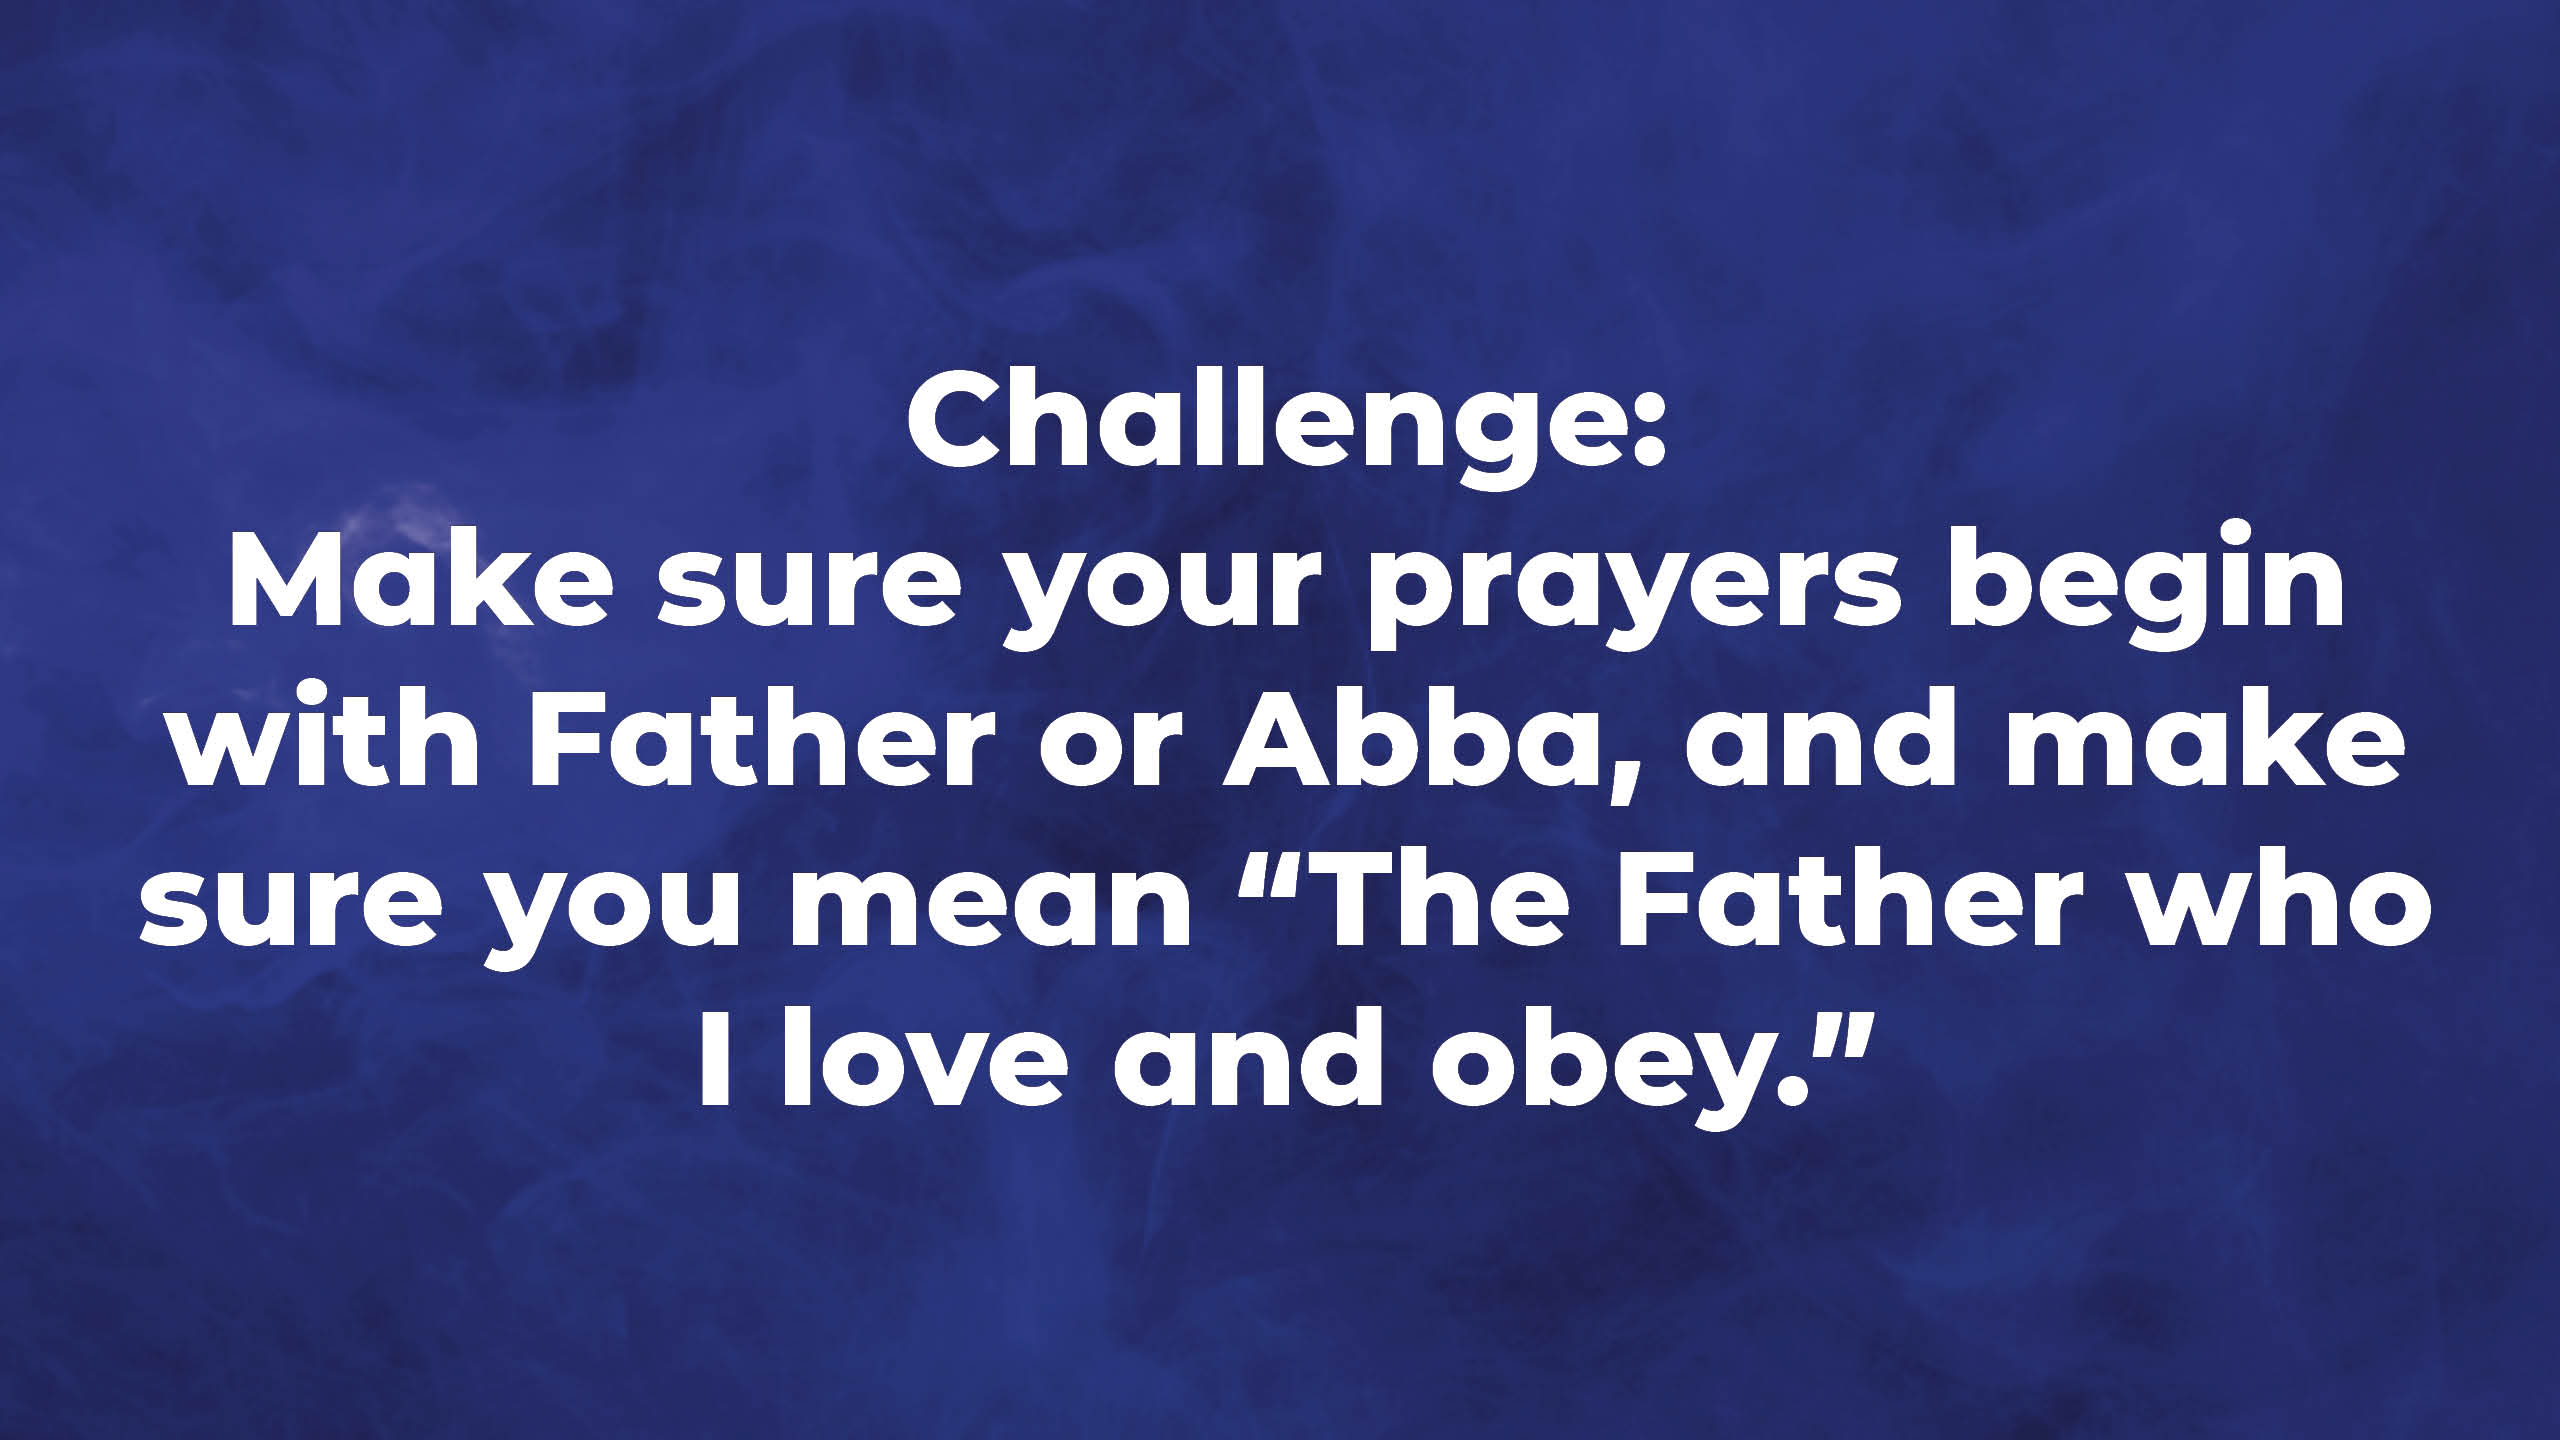 Challenge:
Make sure your prayers begin
with Father or Abba, and make
sure you mean “The Father who
I love and obey.”